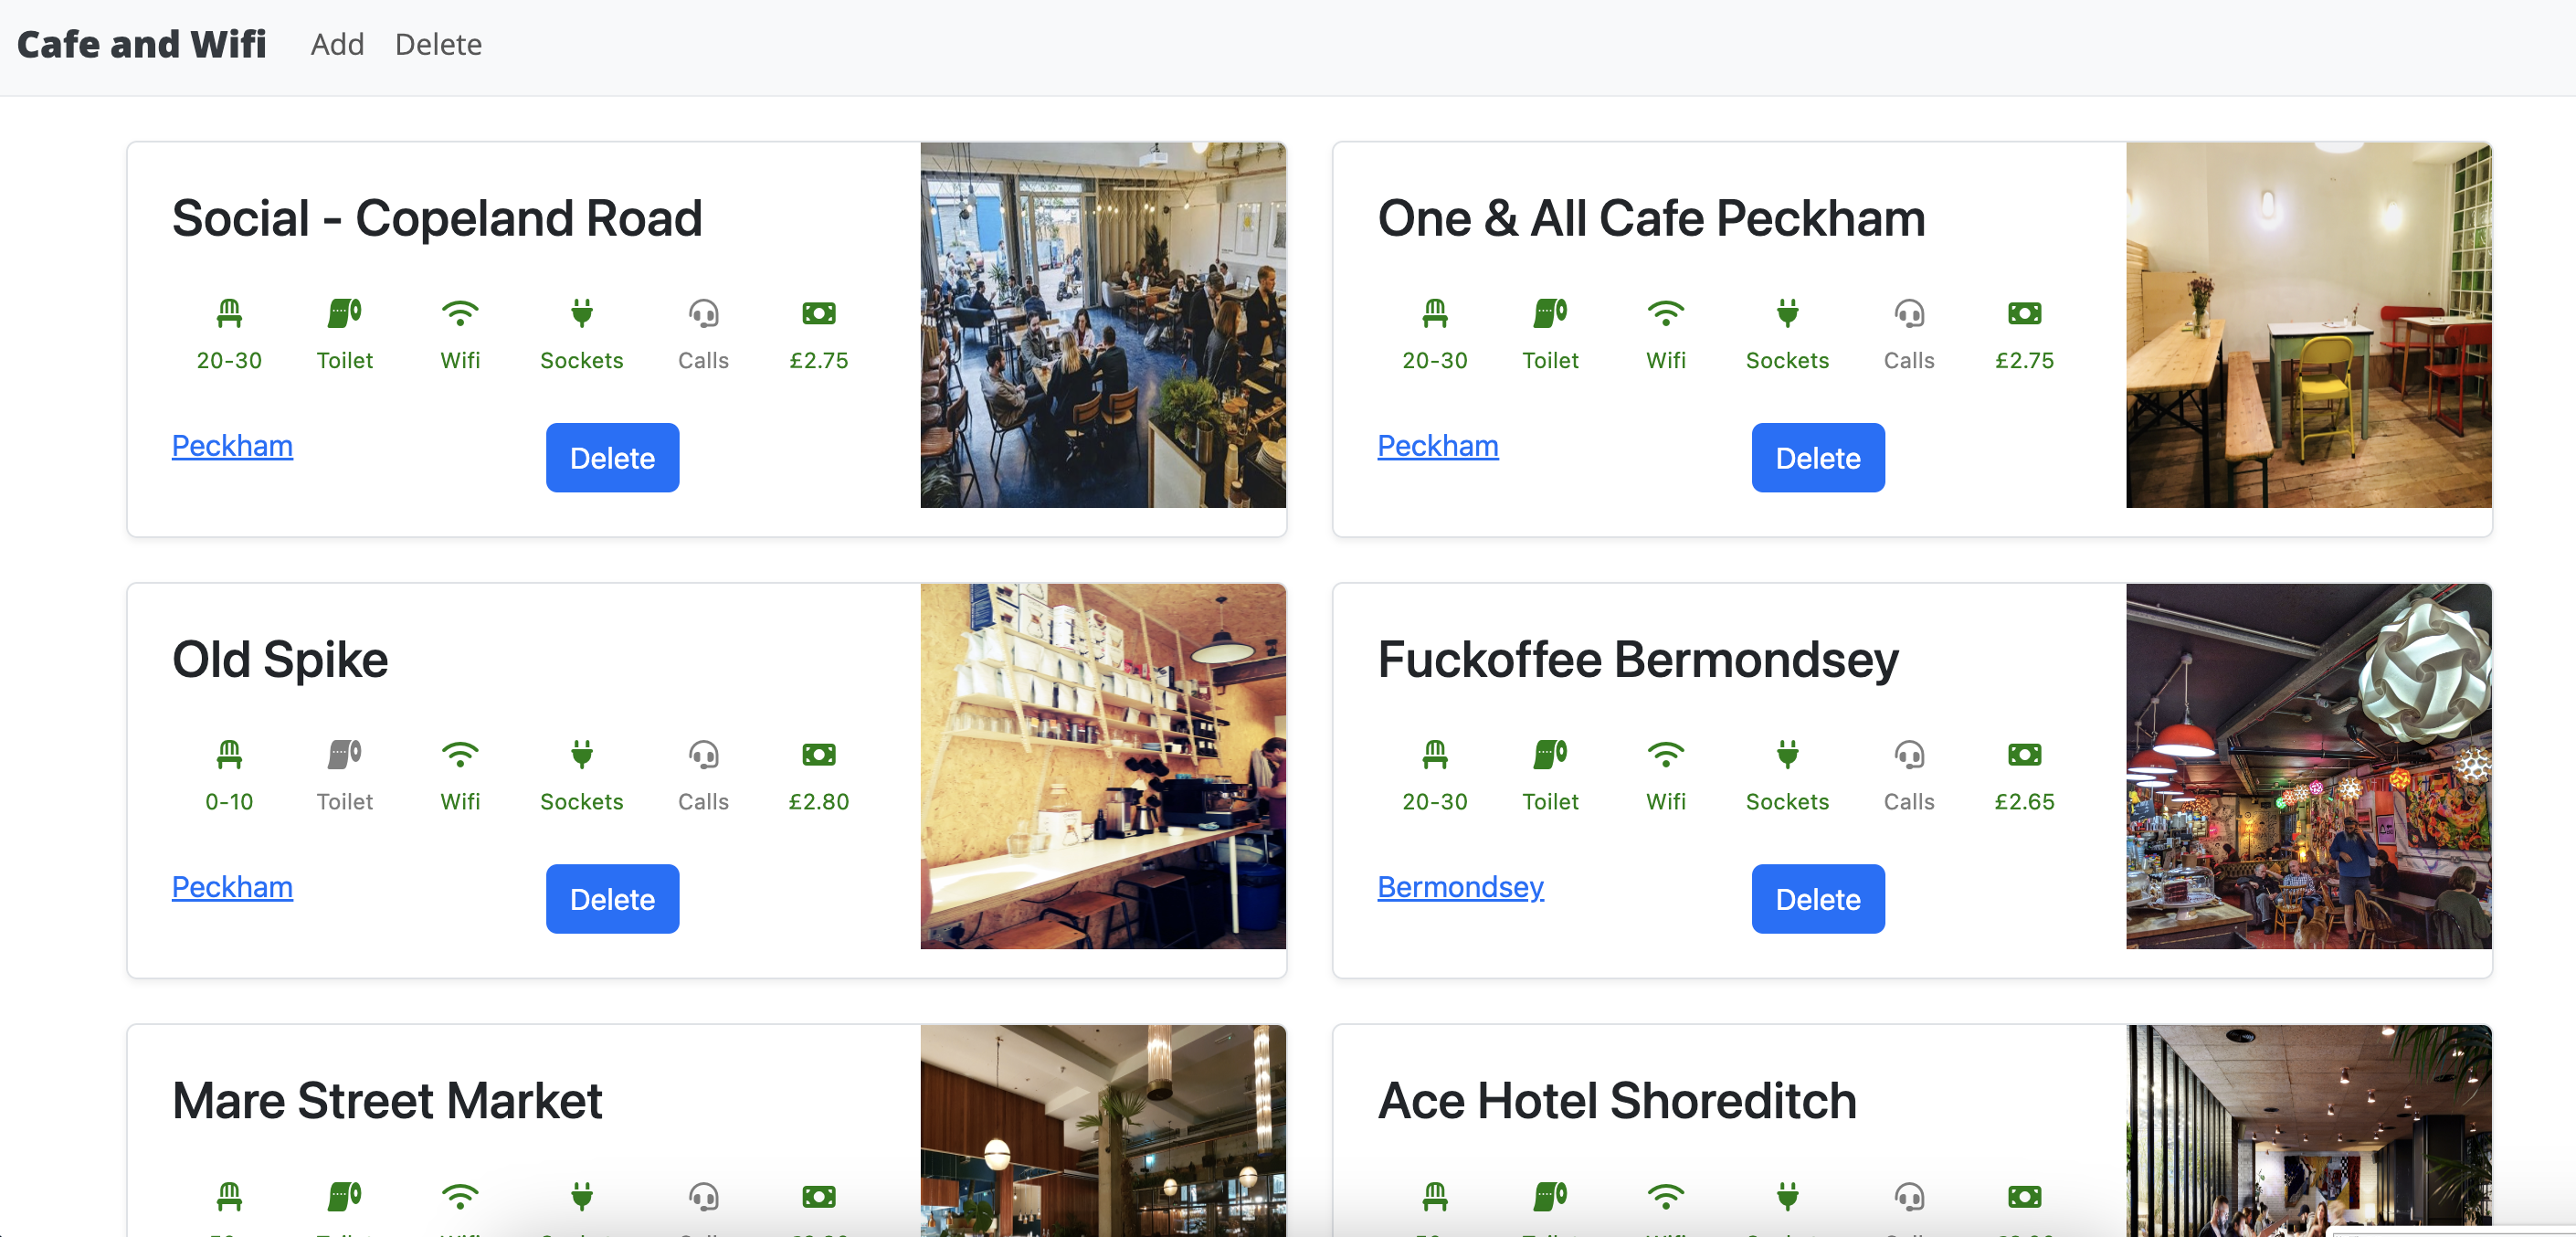 Cafe and Wifi Add Delete
Social - Copeland Road
20-30 Toilet Wifi Sockets Calls £2.75
Peckham Delete
One & All Cafe Peckham
20-30 Toilet Wifi Sockets Calls £2.75
Peckham Delete
Old Spike
0-10 Toilet Wifi Sockets Calls £2.80
Peckham Delete
Fuckoffee Bermondsey
20-30 Toilet Wifi Sockets Calls £2.65
Bermondsey Delete
Mare Street Market
Ace Hotel Shoreditch